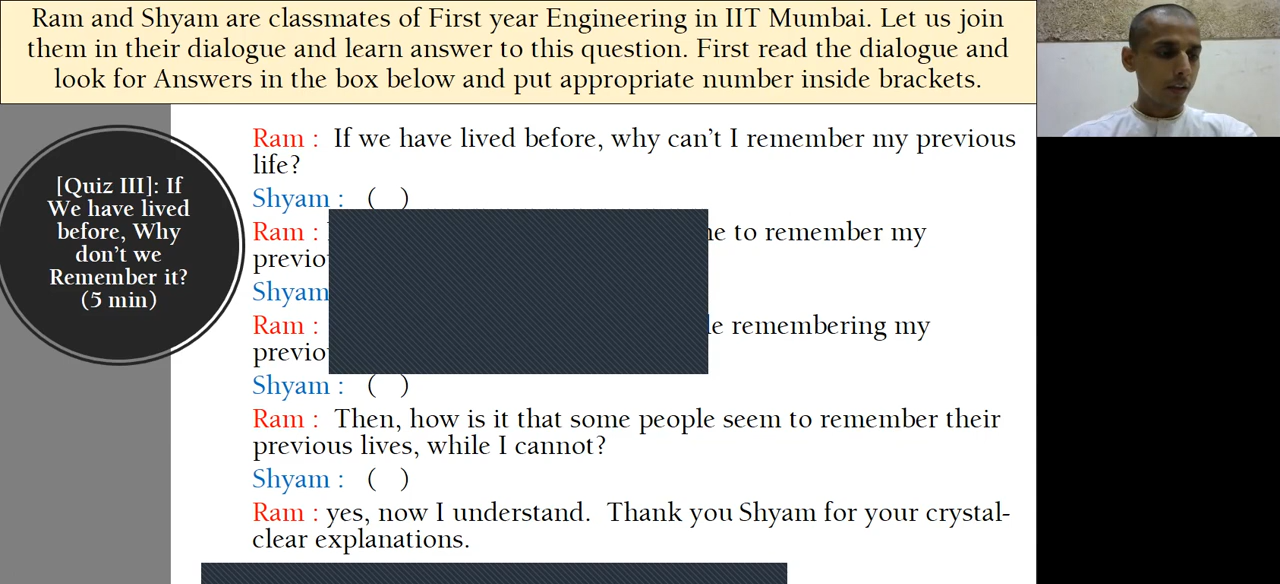 Ram and Shyam are classmates of First year Engineering in IIT Mumbai. Let us join
them in their dialogue and learn answer to this question. First read the dialogue and
look for Answers in the box below and put appropriate number inside brackets.
[Quiz III]: If
We have lived
before, Why
don't we
Remember it?
(5 min)
Ram : If we have lived before, why can't I remember my previous
life?
Shyam : ( )
Ram : to remember my
Shyam
Ram : remembering my
Shyam : ( )
Ram : Then, how is it that some people seem to remember their
previous lives, while I cannot?
Shyam : ( )
Ram : yes, now I understand. Thank you Shyam for your crystal-
clear explanations.